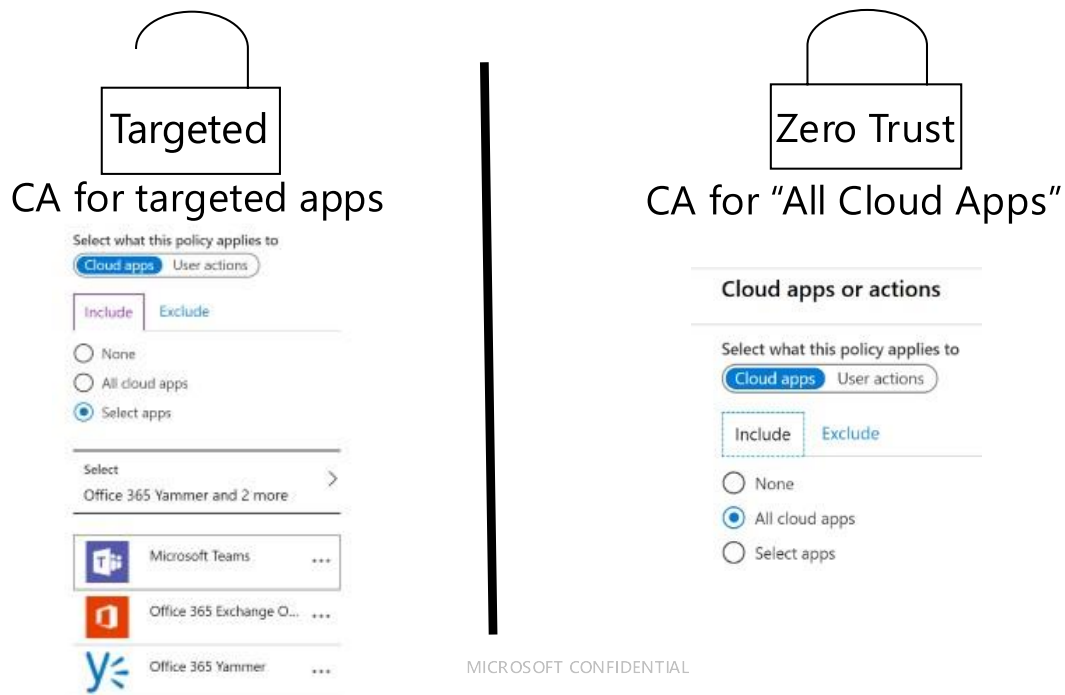 Targeted
CA for targeted apps
Select what this policy applies to
Cloud apps User actions
Include Exclude
None
All cloud apps
Select apps
Select
Office 365 Yammer and 2 more
Microsoft Teams
Office 365 Exchange O...
Office 365 Yammer
Zero Trust
CA for “All Cloud Apps”
Cloud apps or actions
Select what this policy applies to
Cloud apps User actions
Include Exclude
None
All cloud apps
Select apps
MICROSOFT CONFIDENTIAL